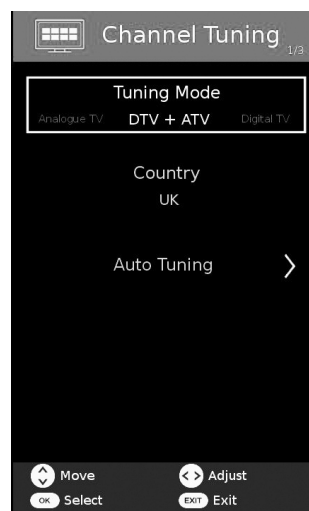 Channel Tuning
1/3
Tuning Mode
Analogue TV DTV + ATV Digital TV
Country
UK
Auto Tuning
Move Adjust
OK Select EXIT Exit